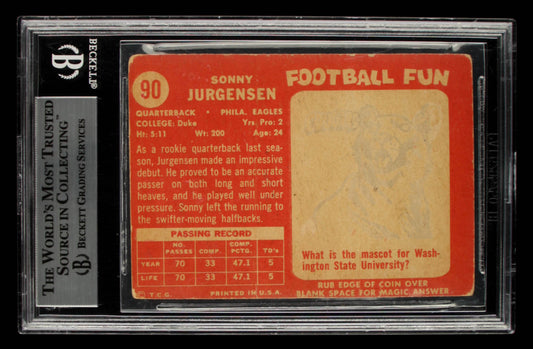 BECKETT
B
THE WORLD'S MOST TRUSTED
SOURCE IN COLLECTING™
BECKETT GRADING SERVICES
B
90
SONNY
JURGENSEN
QUARTERBACK • PHILA. EAGLES
COLLEGE: Duke Yrs. Pro: 2
Ht: 5:11 Wt: 200 Age: 24
As a rookie quarterback last sea-
son, Jurgensen made an impressive
debut. He proved to be an accurate
passer on both long and short
heaves, and he played well under
pressure. Sonny left the running to
the swifter-moving halfbacks.
PASSING RECORD
NO. PASSES COMP. COMP. PCTG. TD's
YEAR 70 33 47.1 5
LIFE 70 33 47.1 5
T.C.G. PRINTED IN U.S.A.
FOOTBALL FUN
What is the mascot for Wash-
ington State University?
RUB EDGE OF COIN OVER
BLANK SPACE FOR MAGIC ANSWER